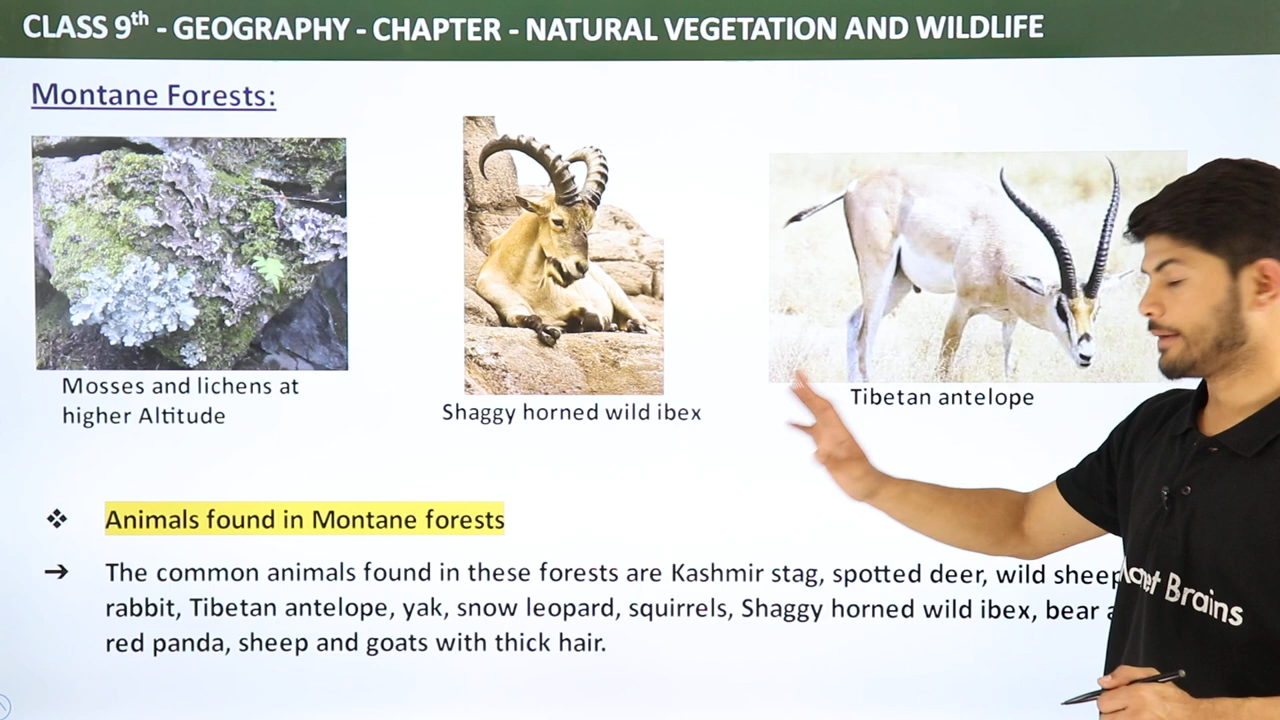 CLASS 9th - GEOGRAPHY - CHAPTER - NATURAL VEGETATION AND WILDLIFE
Montane Forests:
Mosses and lichens at
higher Altitude
Shaggy horned wild ibex
Tibetan antelope
❖ Animals found in Montane forests
➔ The common animals found in these forests are Kashmir stag, spotted deer, wild sheep
rabbit, Tibetan antelope, yak, snow leopard, squirrels, Shaggy horned wild ibex, bear
red panda, sheep and goats with thick hair.
Brains